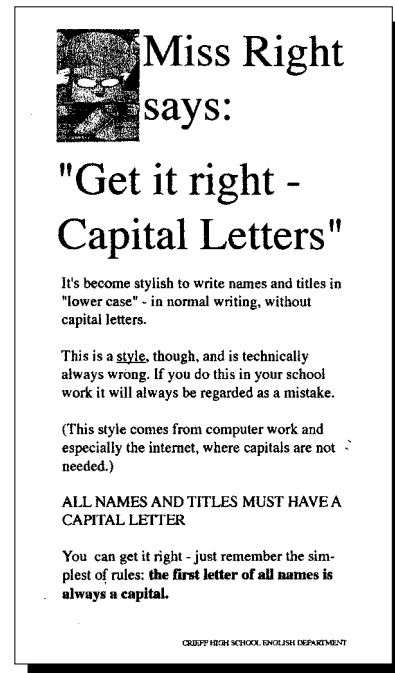 Miss Right
says:
"Get it right -
Capital Letters"
It's become stylish to write names and titles in
"lower case" - in normal writing, without
capital letters.
This is a style, though, and is technically
always wrong. If you do this in your school
work it will always be regarded as a mistake.
(This style comes from computer work and
especially the internet, where capitals are not
needed.)
ALL NAMES AND TITLES MUST HAVE A
CAPITAL LETTER
You can get it right - just remember the sim-
plest of rules: the first letter of all names is
always a capital.
CRIEFF HIGH SCHOOL ENGLISH DEPARTMENT